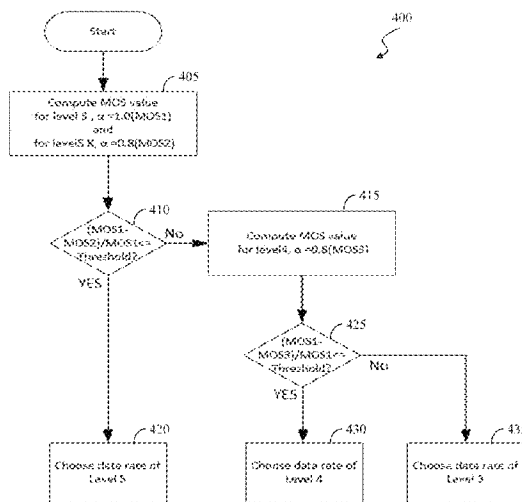 Start
400
405
Compute MOS value
for level 5, α =1.0(MOS1)
and
for level5 X, α =0.8(MOS2)
410
(MOS1-
MOS2)/MOS1<=
Threshold?
No
YES
415
Compute MOS value
for level4, α =0.8(MOS3)
425
(MOS1-
MOS3)/MOS1<=
Threshold?
No
YES
420
Choose data rate of
Level 5
430
Choose data rate of
Level 4
43
Choose data rate of
Level 3